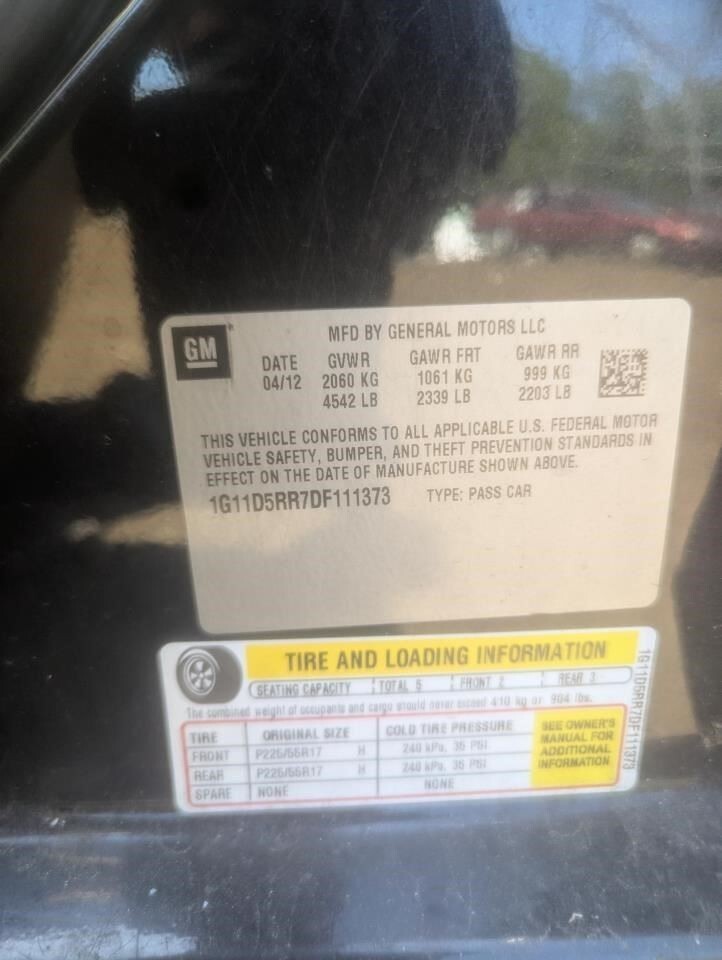 GM
MFD BY GENERAL MOTORS LLC
DATE GVWR GAWR FRT GAWR RR
04/12 2060 KG 1061 KG 999 KG
4542 LB 2339 LB 2203 LB
THIS VEHICLE CONFORMS TO ALL APPLICABLE U.S. FEDERAL MOTOR
VEHICLE SAFETY, BUMPER, AND THEFT PREVENTION STANDARDS IN
EFFECT ON THE DATE OF MANUFACTURE SHOWN ABOVE.
1G11D5RR7DF111373 TYPE: PASS CAR
TIRE AND LOADING INFORMATION
SEATING CAPACITY TOTAL 5 FRONT 2 REAR 3
The combined weight of occupants and cargo should never exceed 410 kg or 904 lbs.
TIRE ORIGINAL SIZE COLD TIRE PRESSURE
FRONT P225/55R17 H 240 kPa, 35 PSI
REAR P225/55R17 H 240 kPa, 35 PSI
SPARE NONE NONE
SEE OWNER'S
MANUAL FOR
ADDITIONAL
INFORMATION
1G11D5RR7DF111373